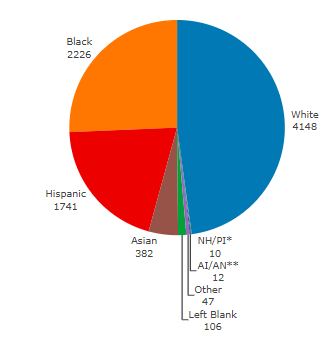 Black
2226
White
4148
Hispanic
1741
Asian
382
NH/PI*
10
AI/AN**
12
Other
47
Left Blank
106